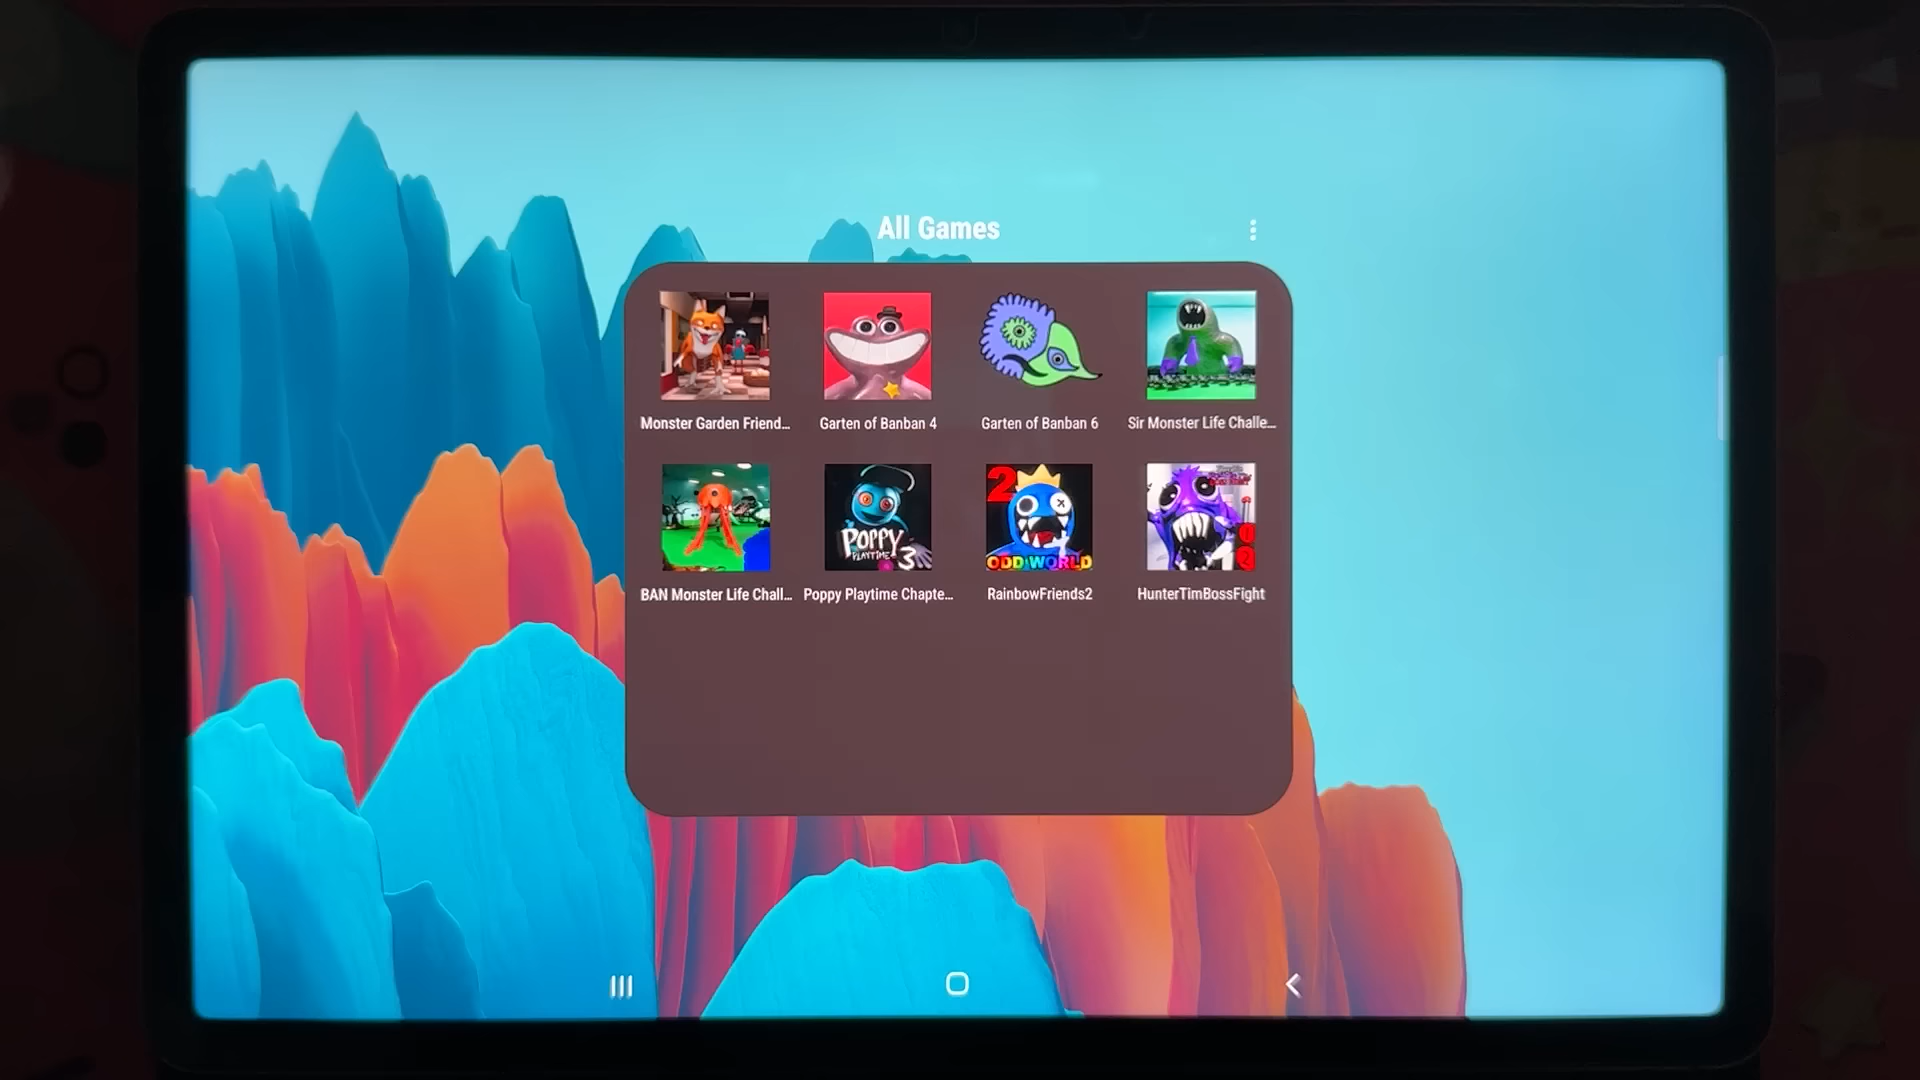 All Games
Monster Garden Friend...
Garten of Banban 4
Garten of Banban 6
Sir Monster Life Challe...
POPPY
PLAYTIME
3
2
ODD WORLD
BAN Monster Life Chall...
Poppy Playtime Chapte...
RainbowFriends2
HunterTimBossFight